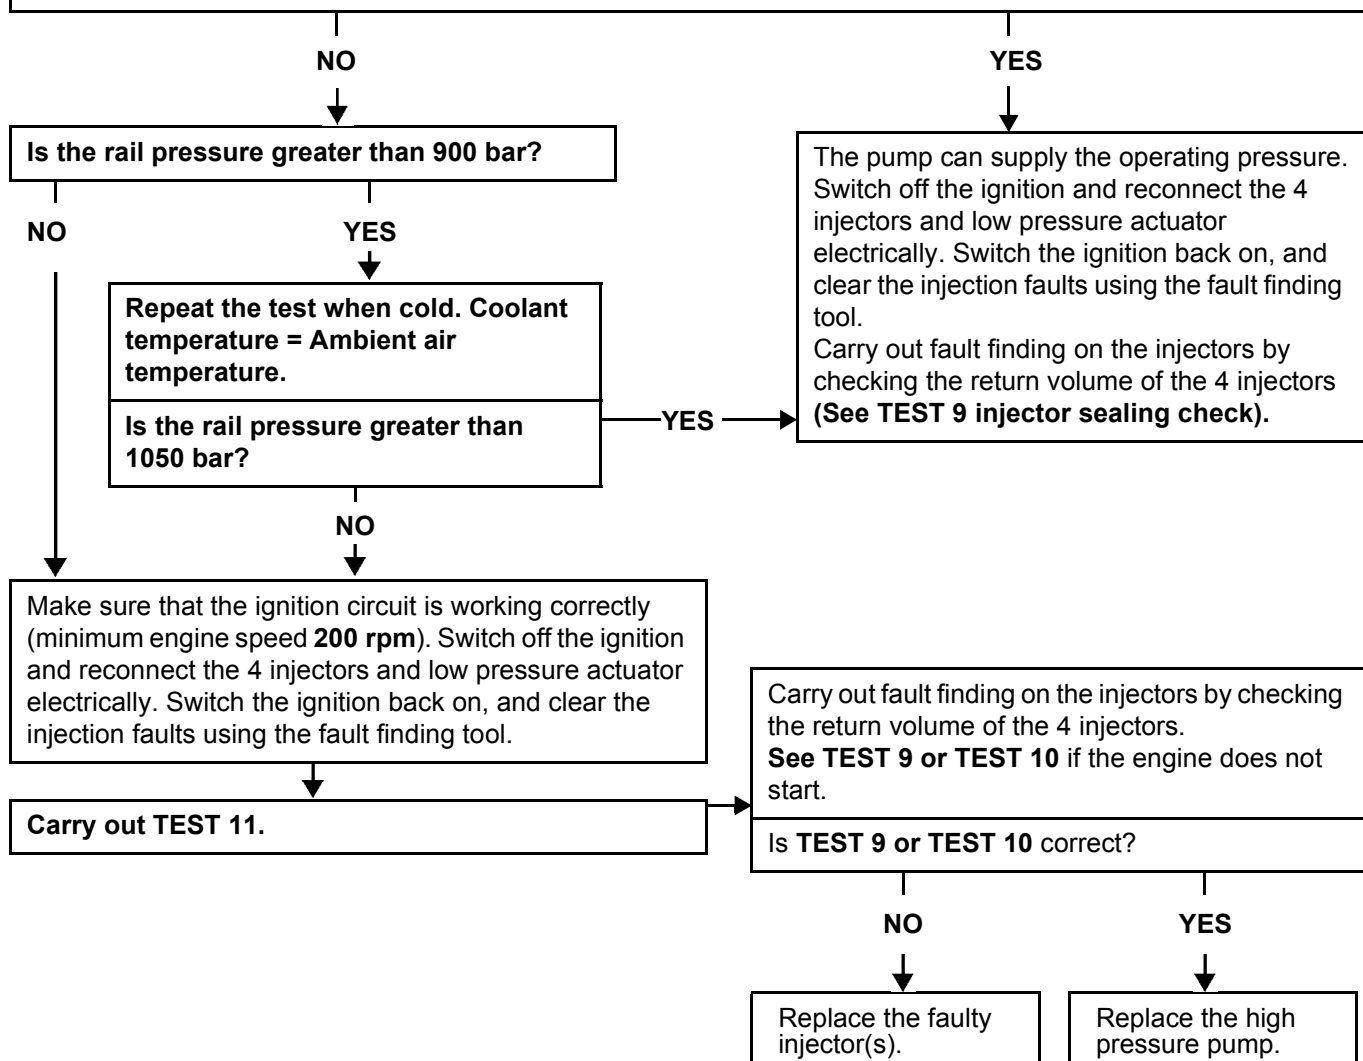 NO
YES
Is the rail pressure greater than 900 bar?
NO
YES
The pump can supply the operating pressure.
Switch off the ignition and reconnect the 4
injectors and low pressure actuator
electrically. Switch the ignition back on, and
clear the injection faults using the fault finding
tool.
Carry out fault finding on the injectors by
checking the return volume of the 4 injectors
(See TEST 9 injector sealing check).
Repeat the test when cold. Coolant
temperature = Ambient air
temperature.
Is the rail pressure greater than
1050 bar?
YES
NO
Make sure that the ignition circuit is working correctly
(minimum engine speed 200 rpm). Switch off the ignition
and reconnect the 4 injectors and low pressure actuator
electrically. Switch the ignition back on, and clear the
injection faults using the fault finding tool.
Carry out TEST 11.
Carry out fault finding on the injectors by checking
the return volume of the 4 injectors.
See TEST 9 or TEST 10 if the engine does not
start.
Is TEST 9 or TEST 10 correct?
NO
YES
Replace the faulty
injector(s).
Replace the high
pressure pump.